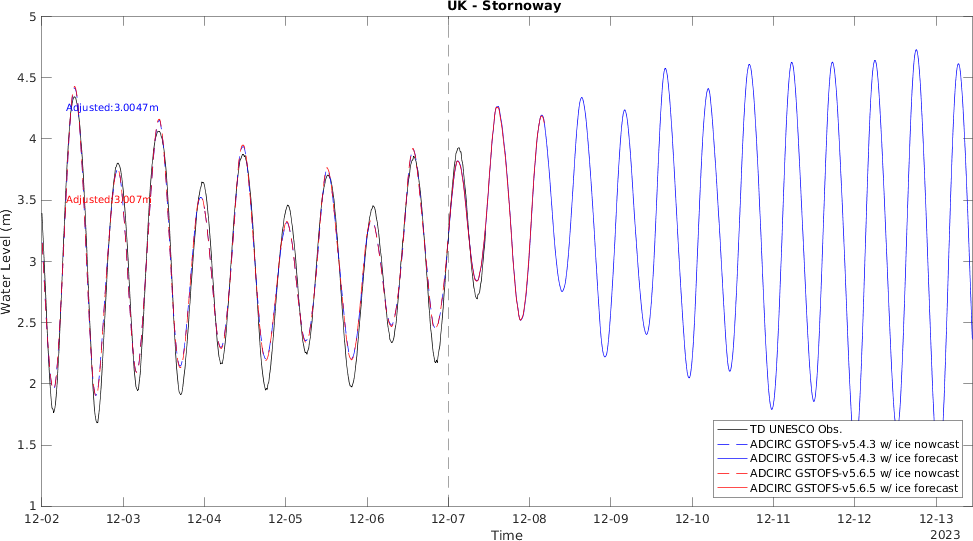 UK - Stornoway
5
4.5
Adjusted:3.0047m
4
3.5
Adjusted:3.007m
Water Level (m)
3
2.5
2
1.5
1
TD UNESCO Obs.
ADCIRC GSTOFS-v5.4.3 w/ ice nowcast
ADCIRC GSTOFS-v5.4.3 w/ ice forecast
ADCIRC GSTOFS-v5.6.5 w/ ice nowcast
ADCIRC GSTOFS-v5.6.5 w/ ice forecast
12-02 12-03 12-04 12-05 12-06 12-07 12-08 12-09 12-10 12-11 12-12 12-13
Time
2023